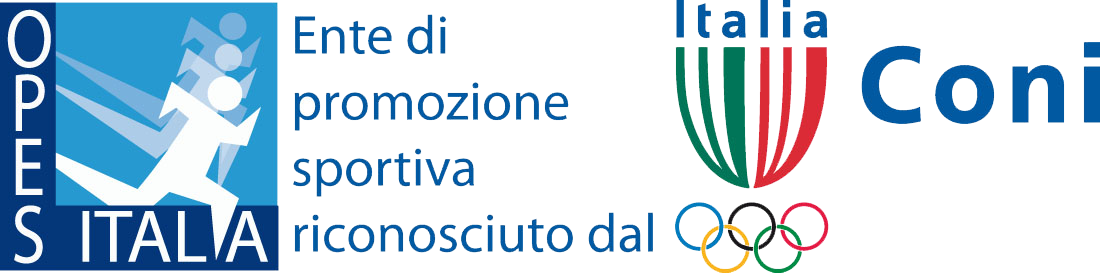 OPES
ITALIA
Ente di
promozione
sportiva
riconosciuto dal
Italia
Coni